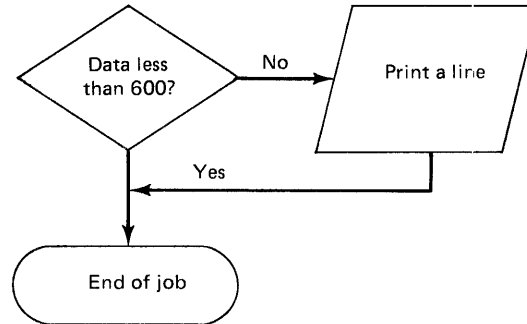 Data less
than 600?
No
Print a line
Yes
End of job